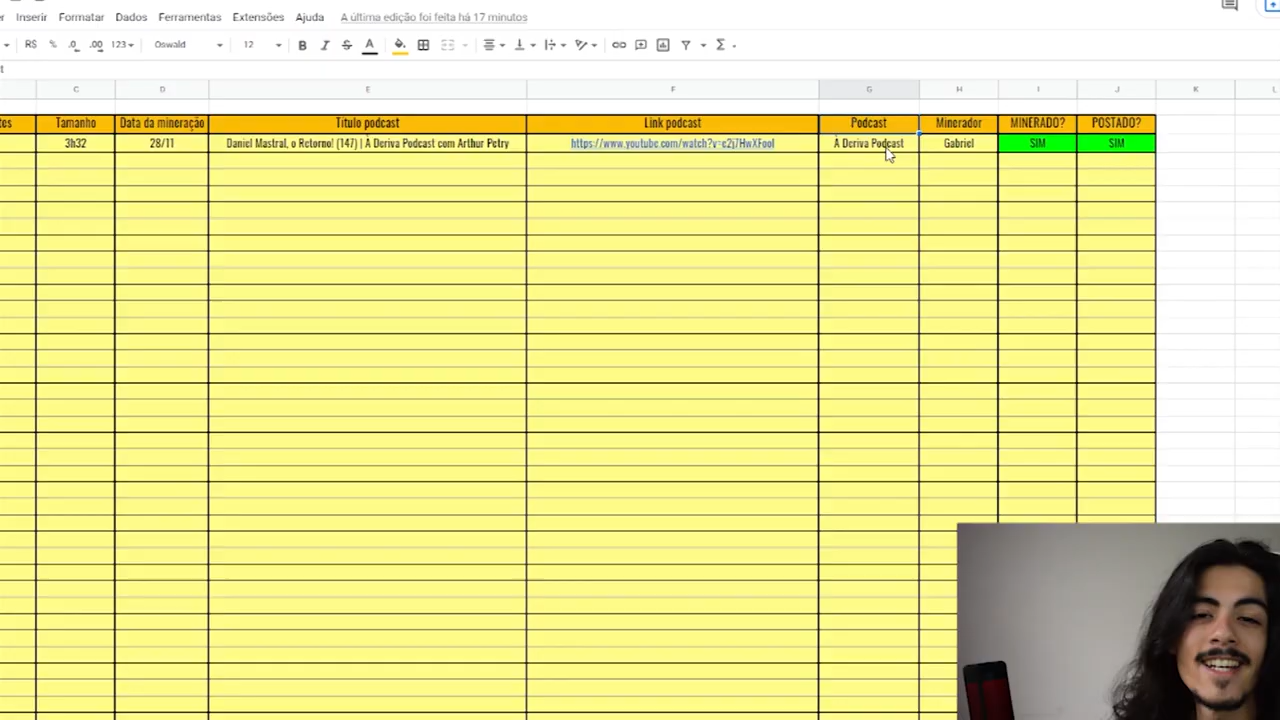 Inserir Formatar Dados Ferramentas Extensões Ajuda A última edição foi feita há 17 minutos
R$ % .0 .00 123 Oswald 12 B I S A Σ
C D E F G H I J K L
tos Tamanho Data da mineração Título podcast Link podcast Podcast Minerador MINERADO? POSTADO?
3h32 28/11 Daniel Mastral, o Retorno! (147) | À Deriva Podcast com Arthur Petry À Deriva Podcast Gabriel SIM SIM